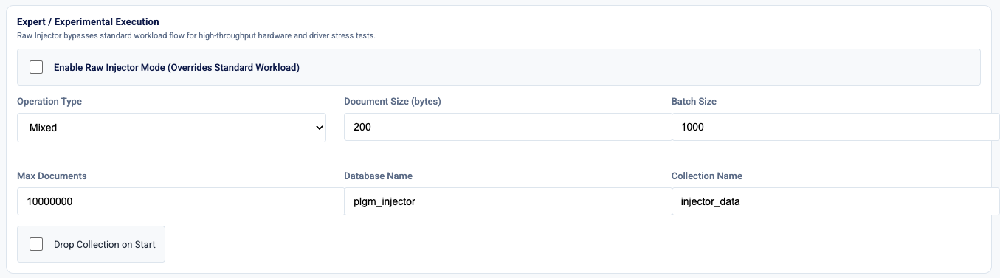 Expert / Experimental Execution
Raw Injector bypasses standard workload flow for high-throughput hardware and driver stress tests.
Enable Raw Injector Mode (Overrides Standard Workload)
Operation Type
Document Size (bytes)
Batch Size
Mixed
200
1000
Max Documents
Database Name
Collection Name
10000000
plgm_injector
injector_data
Drop Collection on Start